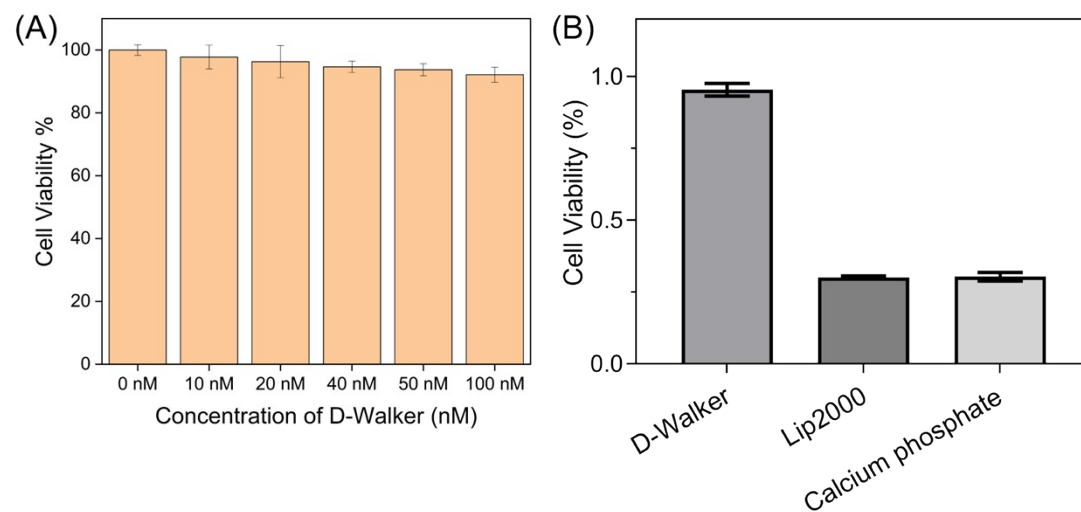 (A)
Cell Viability %
100
80
60
40
20
0
0 nM 10 nM 20 nM 40 nM 50 nM 100 nM
Concentration of D-Walker (nM)
(B)
Cell Viability (%)
1.0
0.5
0.0
D-Walker
Lip2000
Calcium phosphate